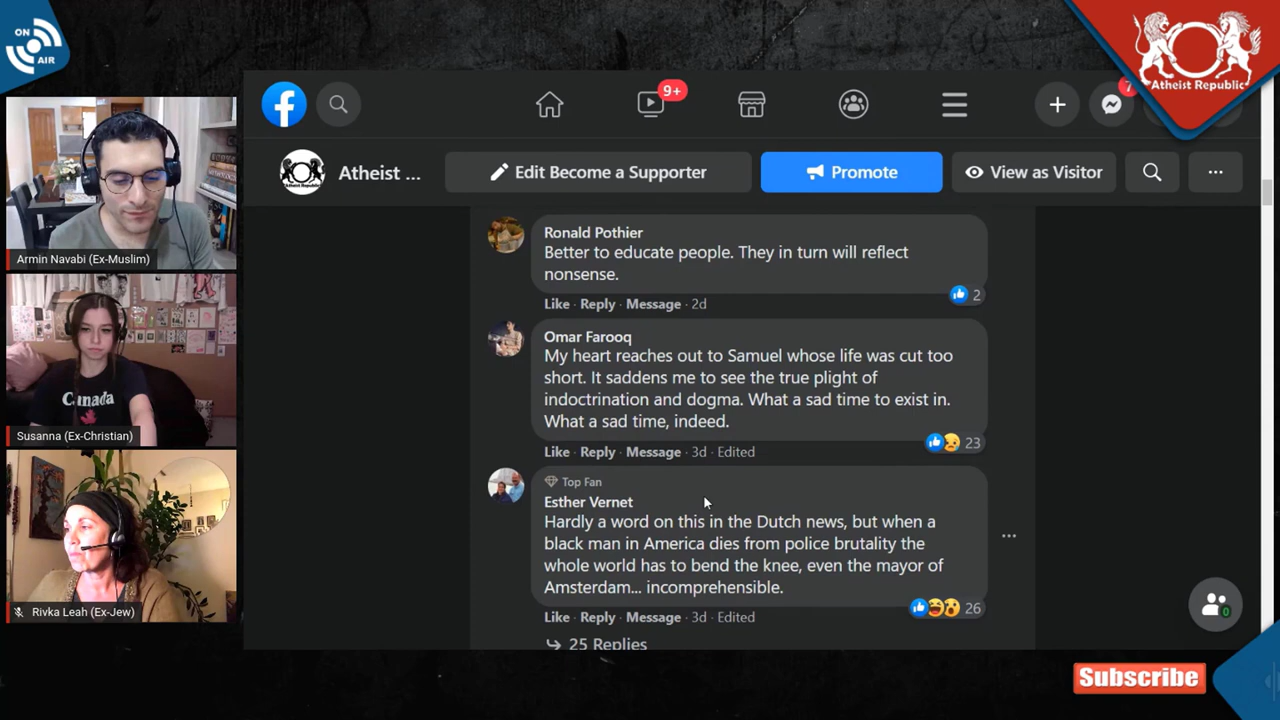 ON
AIR
Atheist Republic
9+
7
Atheist ...
Edit Become a Supporter
Promote
View as Visitor
...
Armin Navabi (Ex-Muslim)
Canada
Susanna (Ex-Christian)
Rivka Leah (Ex-Jew)
Ronald Pothier
Better to educate people. They in turn will reflect
nonsense.
Like · Reply · Message · 2d
2
Omar Farooq
My heart reaches out to Samuel whose life was cut too
short. It saddens me to see the true plight of
indoctrination and dogma. What a sad time to exist in.
What a sad time, indeed.
23
Like · Reply · Message · 3d · Edited
Top Fan
Esther Vernet
Hardly a word on this in the Dutch news, but when a
black man in America dies from police brutality the
whole world has to bend the knee, even the mayor of
Amsterdam... incomprehensible.
26
Like · Reply · Message · 3d · Edited
25 Replies
0
Subscribe